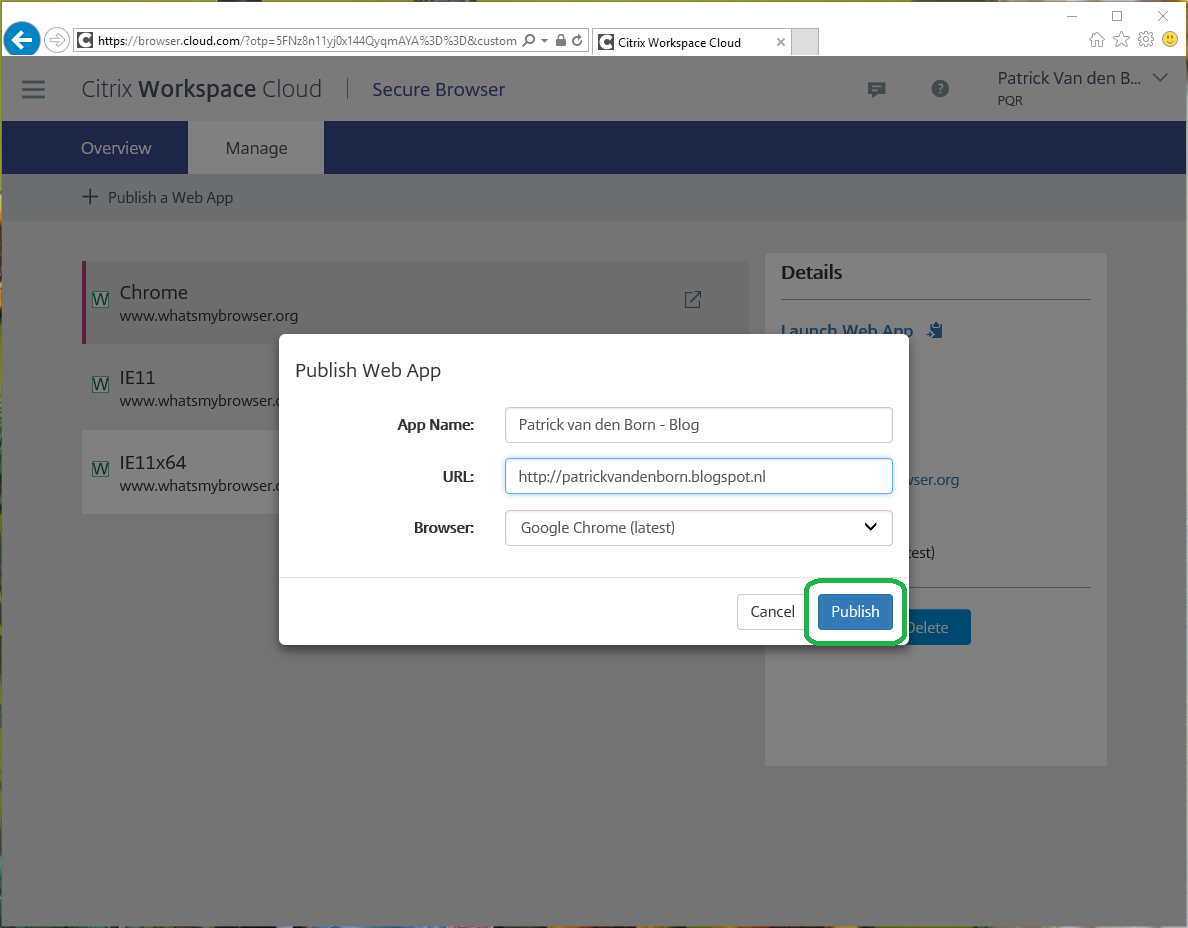 https://browser.cloud.com/?otp=5FNz8n11yj0x144QyqmAYA%3D%3D&custom
Citrix Workspace Cloud
Citrix Workspace Cloud
Secure Browser
Patrick Van den B...
PQR
Overview
Manage
Publish a Web App
Chrome
www.whatsmybrowser.org
IE11
www.whatsmybrowser.o
IE11x64
www.whatsmybrowser.o
Details
Launch Web App
wser.org
test)
Delete
Publish Web App
App Name:
Patrick van den Born - Blog
URL:
http://patrickvandenborn.blogspot.nl
Browser:
Google Chrome (latest)
Cancel
Publish